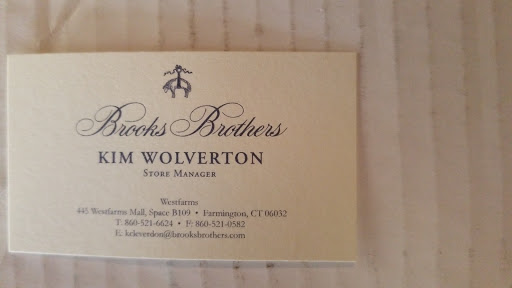 Brooks Brothers
KIM WOLVERTON
STORE MANAGER
Westfarms
445 Westfarms Mall, Space B109 • Farmington, CT 06032
T: 860-521-6624 • F: 860-521-0582
E: kcleverdon@brooksbrothers.com